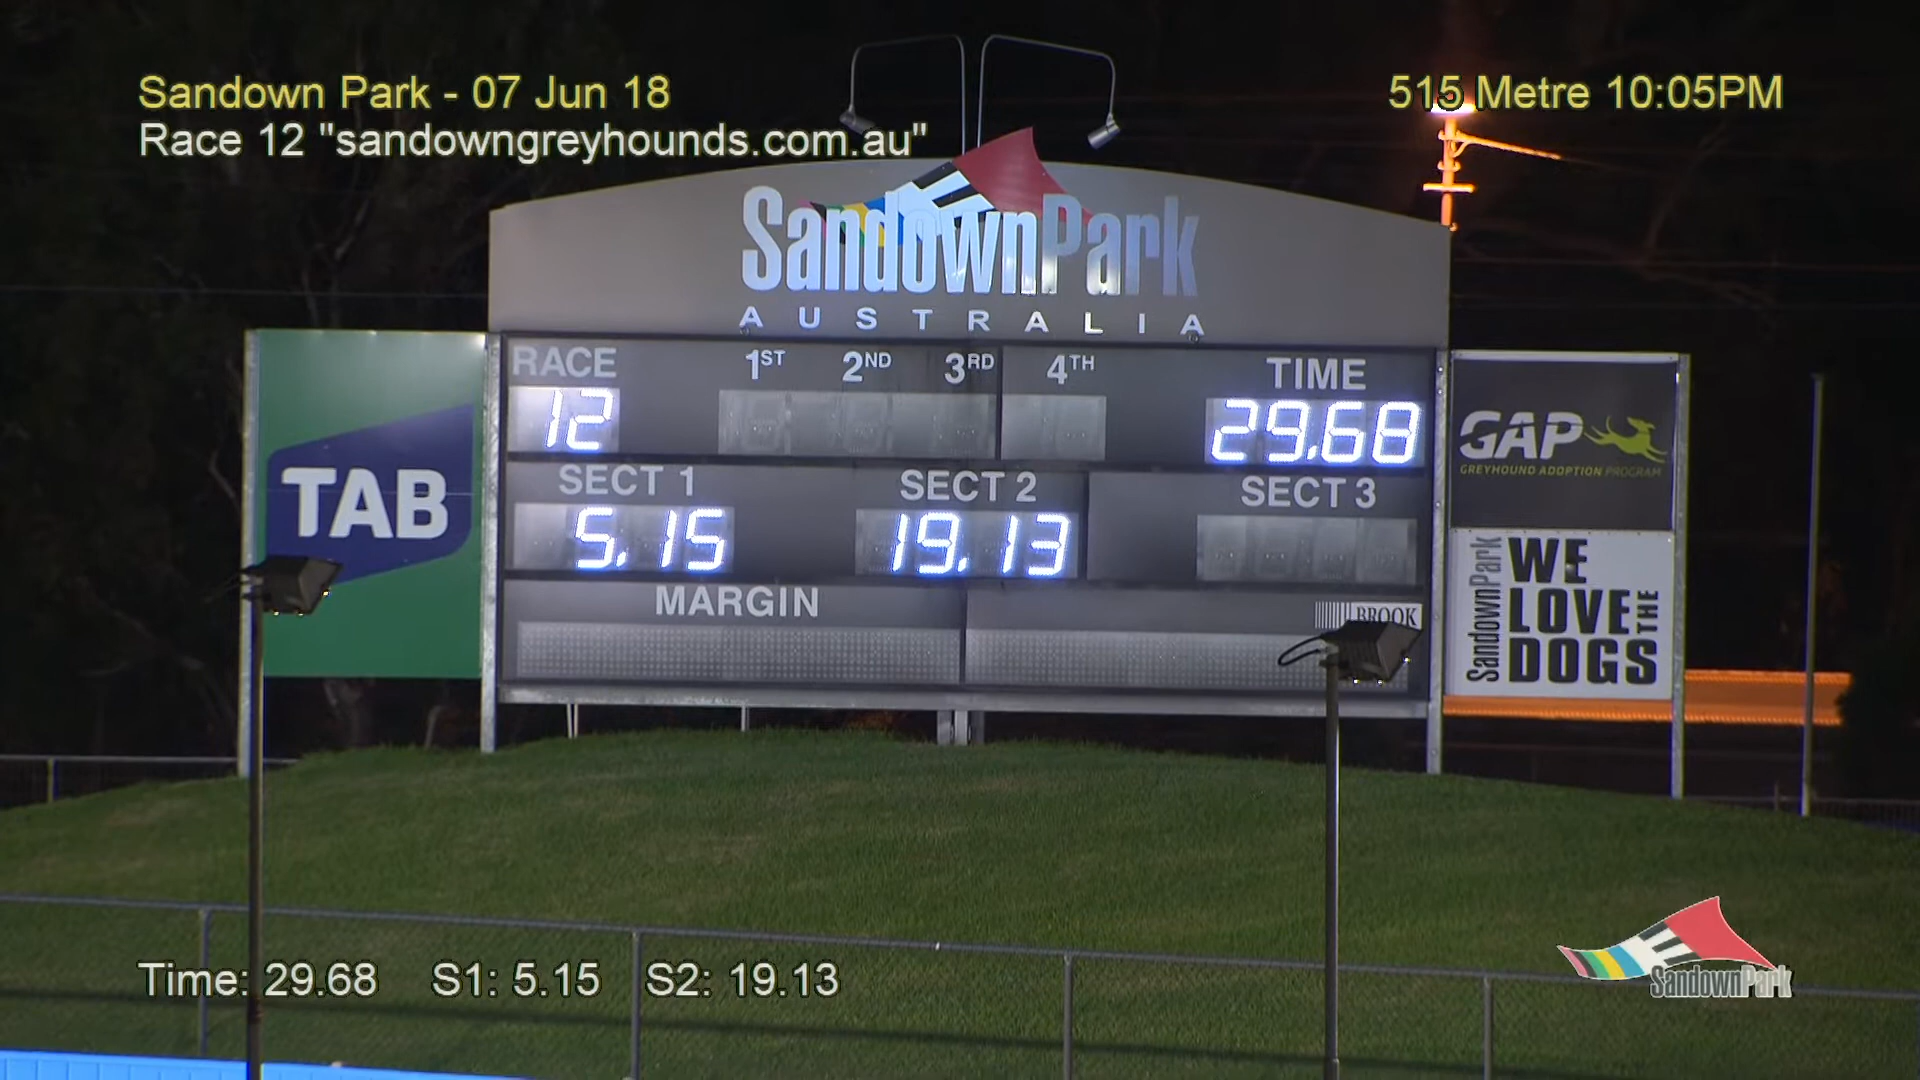 Sandown Park - 07 Jun 18
515 Metre 10:05PM
Race 12 "sandowngreyhounds.com.au"
SandownPark
AUSTRALIA
RACE 1ST 2ND 3RD 4TH TIME
12 29.68
SECT 1 SECT 2 SECT 3
5.15 19.13
MARGIN
BROOK
TAB
GAP
GREYHOUND ADOPTION PROGRAM
SandownPark
WE
LOVE THE
DOGS
Time: 29.68 S1: 5.15 S2: 19.13
SandownPark